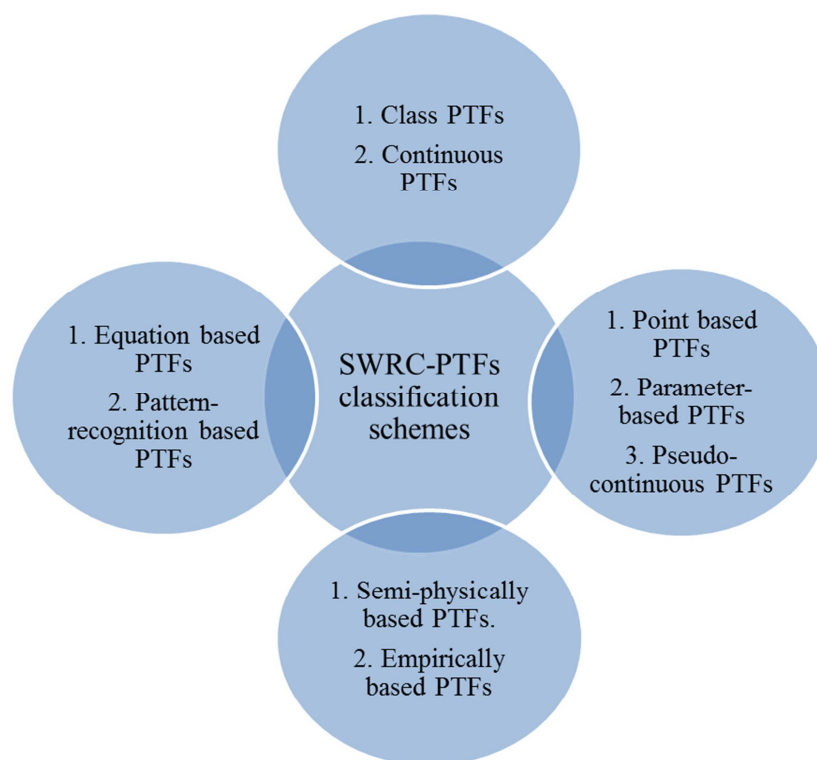 1. Class PTFs
2. Continuous
PTFs
1. Equation based
PTFs
2. Pattern-
recognition based
PTFs
SWRC-PTFs
classification
schemes
1. Point based
PTFs
2. Parameter-
based PTFs
3. Pseudo-
continuous PTFs
1. Semi-physically
based PTFs.
2. Empirically
based PTFs